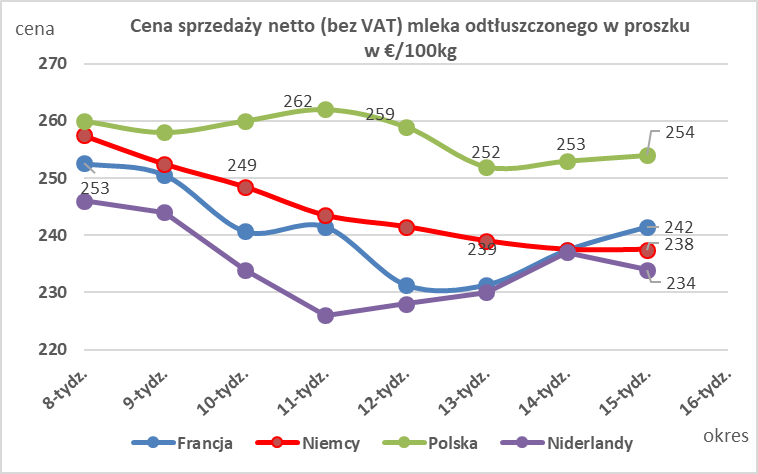 cena
Cena sprzedaży netto (bez VAT) mleka odtłuszczonego w proszku
w €/100kg
270
260
250
240
230
220
262
259
252
253
254
249
253
239
242
238
234
8-tydz.
9-tydz.
10-tydz.
11-tydz.
12-tydz.
13-tydz.
14-tydz.
15-tydz.
16-tydz.
okres
Francja Niemcy Polska Niderlandy